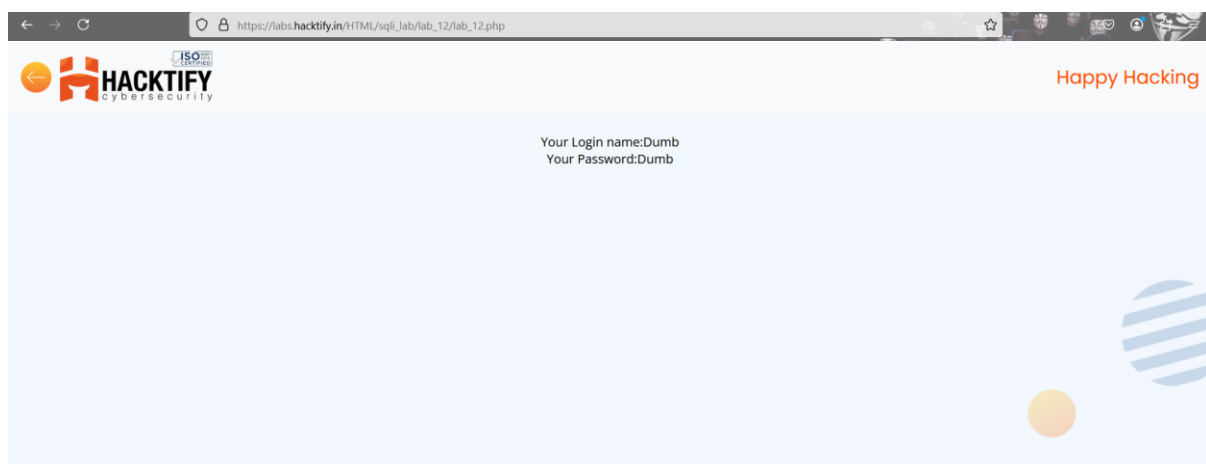 https://labs.hacktify.in/HTML/sqli_lab/lab_12/lab_12.php
ISO
CERTIFIED
HACKTIFY
cybersecurity
Happy Hacking
Your Login name:Dumb
Your Password:Dumb